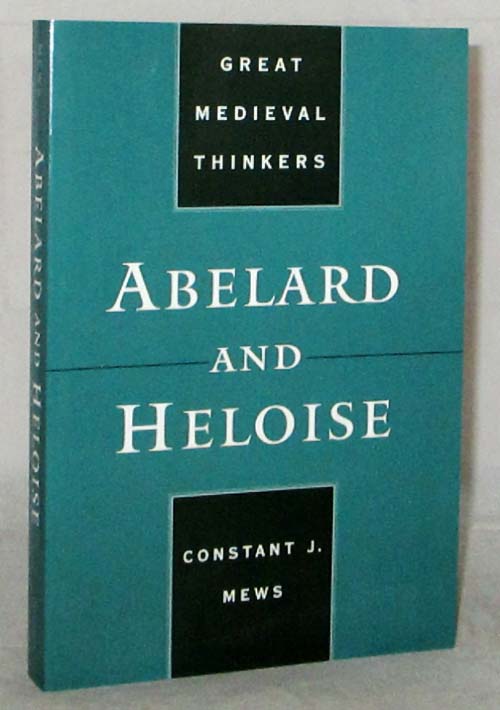 GREAT
MEDIEVAL
THINKERS
ABELARD
AND
HELOISE
CONSTANT J.
MEWS
ABELARD AND HELOISE